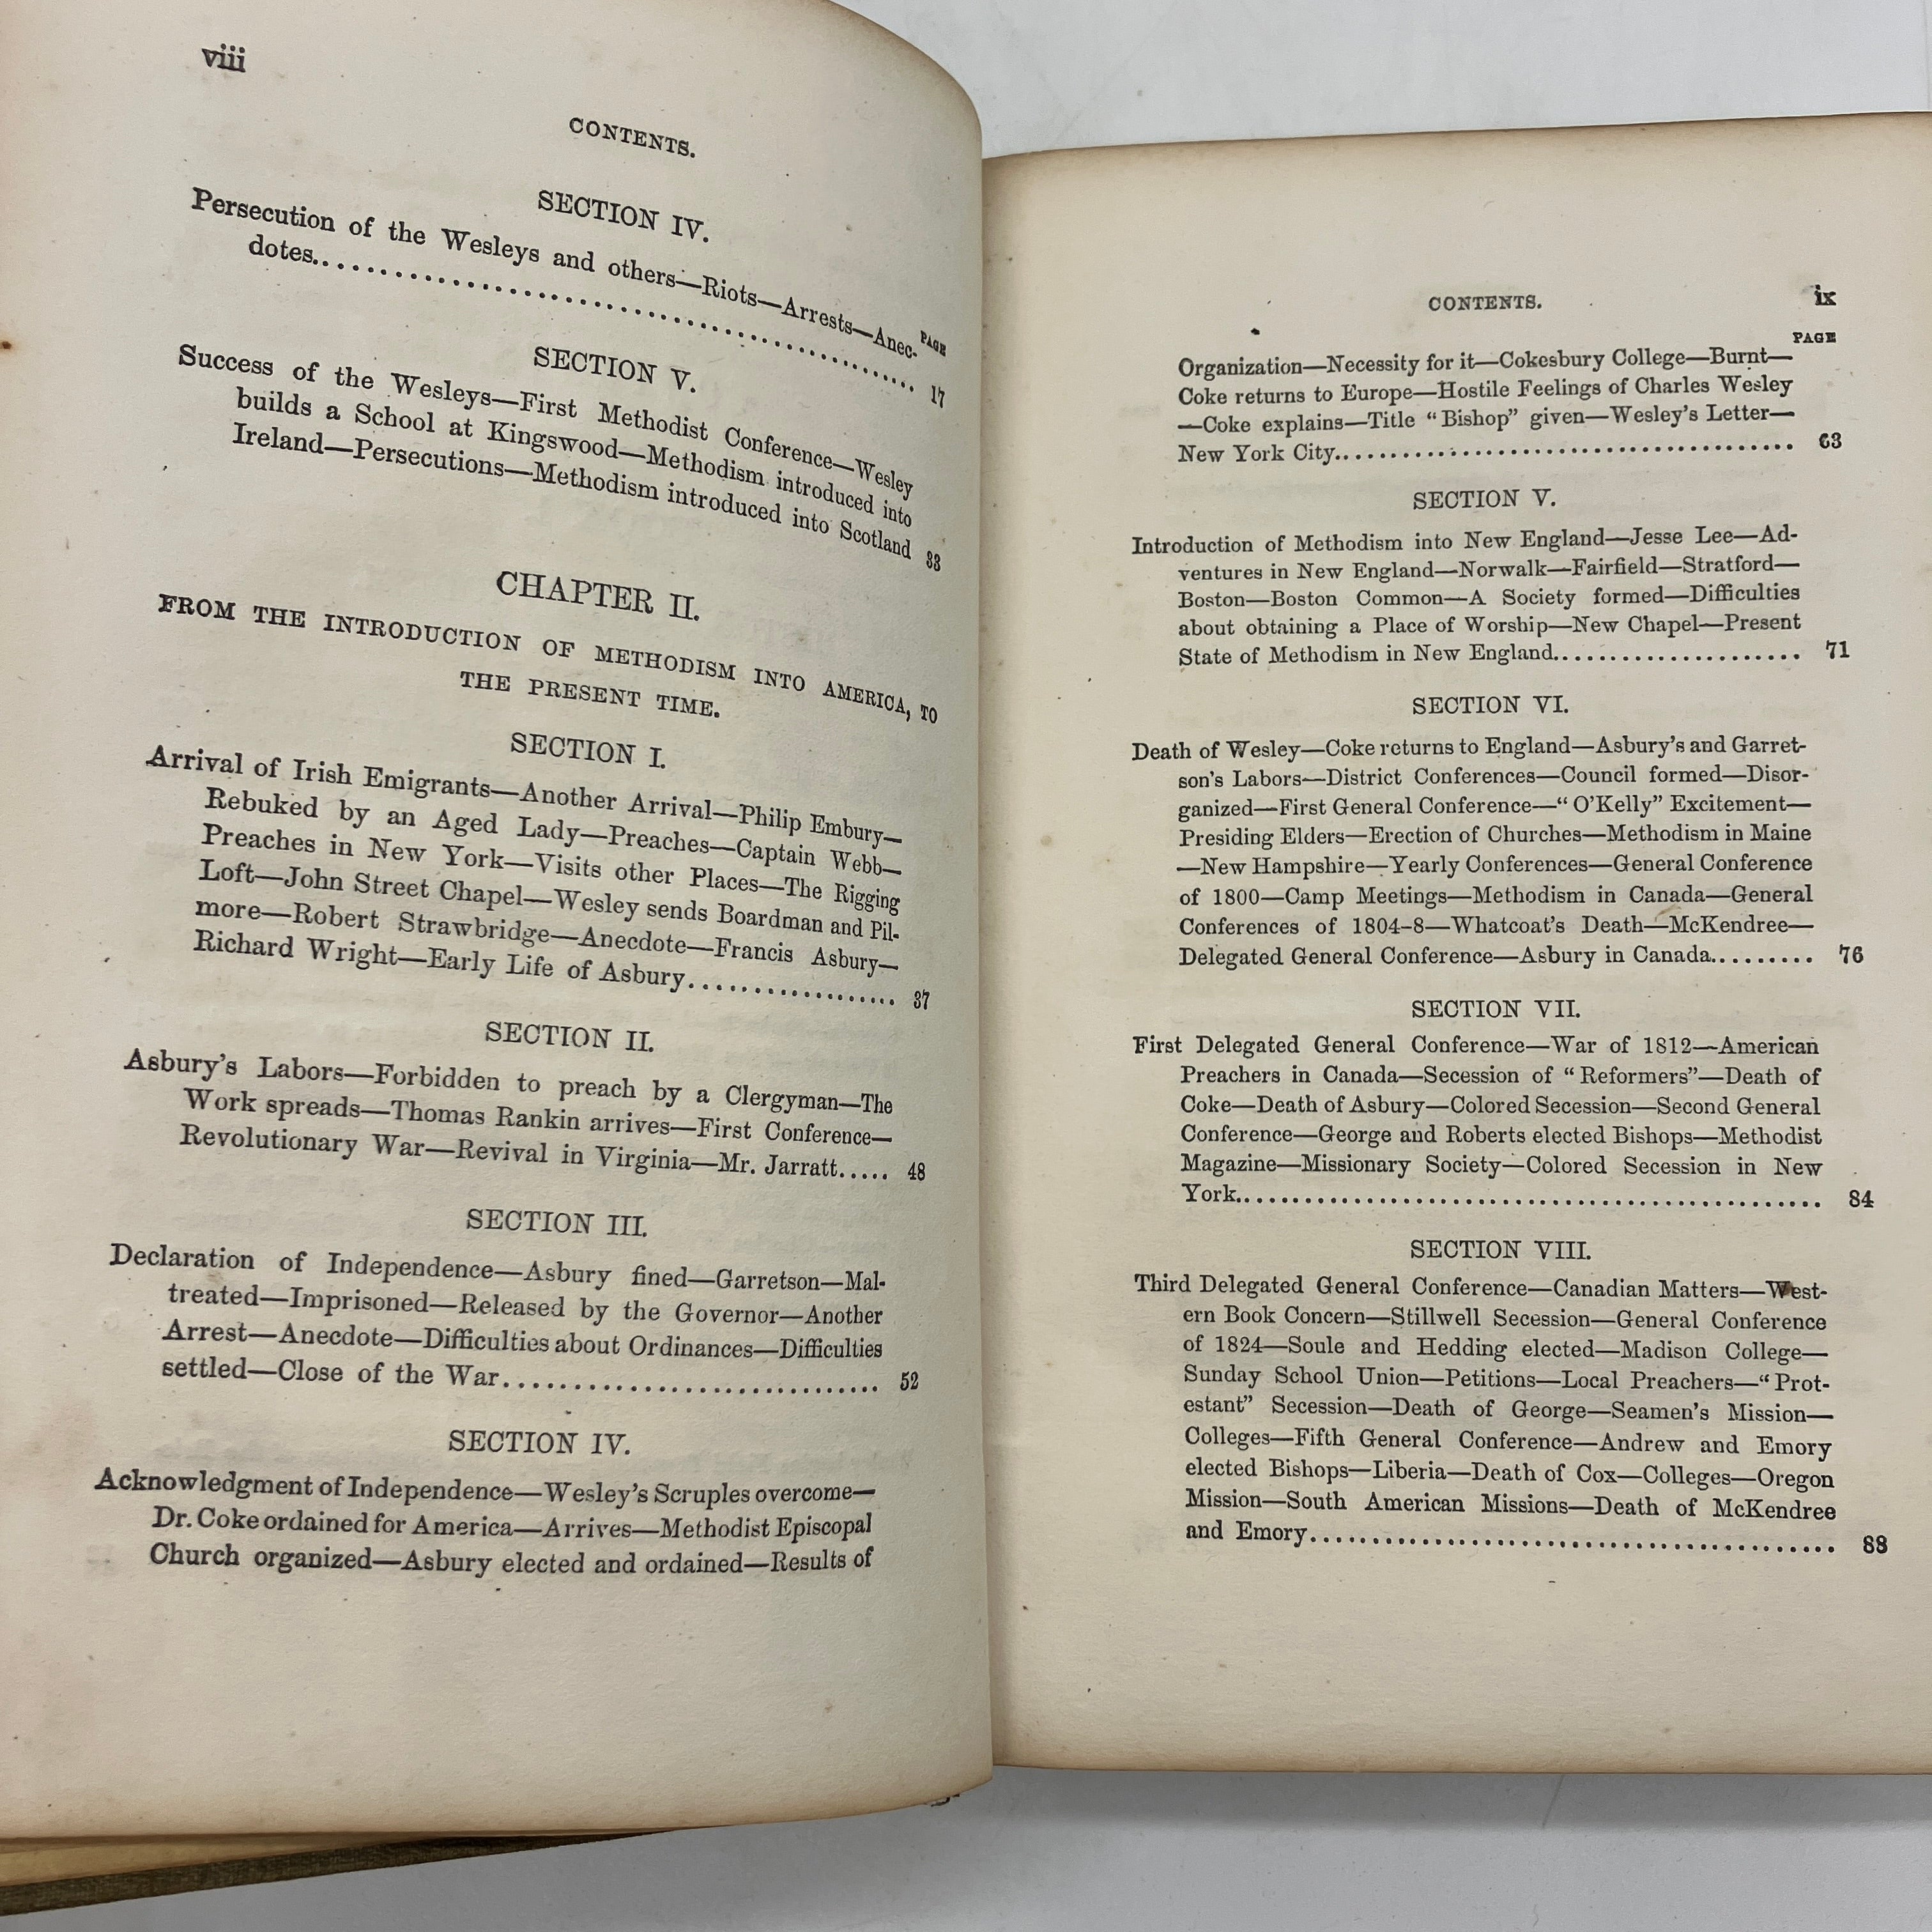 viii
CONTENTS.
SECTION IV.
PAGE
Persecution of the Wesleys and others—Riots—Arrests—Anec-
dotes........................................ 17
SECTION V.
Success of the Wesleys—First Methodist Conference—Wesley
builds a School at Kingswood—Methodism introduced into
Ireland—Persecutions—Methodism introduced into Scotland 33
CHAPTER II.
FROM THE INTRODUCTION OF METHODISM INTO AMERICA, TO
THE PRESENT TIME.
SECTION I.
Arrival of Irish Emigrants—Another Arrival—Philip Embury—
Rebuked by an Aged Lady—Preaches—Captain Webb—
Preaches in New York—Visits other Places—The Rigging
Loft—John Street Chapel—Wesley sends Boardman and Pil-
more—Robert Strawbridge—Anecdote—Francis Asbury—
Richard Wright—Early Life of Asbury.................. 37
SECTION II.
Asbury's Labors—Forbidden to preach by a Clergyman—The
Work spreads—Thomas Rankin arrives—First Conference—
Revolutionary War—Revival in Virginia—Mr. Jarratt..... 48
SECTION III.
Declaration of Independence—Asbury fined—Garretson—Mal-
treated—Imprisoned—Released by the Governor—Another
Arrest—Anecdote—Difficulties about Ordinances—Difficulties
settled—Close of the War.............................. 52
SECTION IV.
Acknowledgment of Independence—Wesley's Scruples overcome—
Dr. Coke ordained for America—Arrives—Methodist Episcopal
Church organized—Asbury elected and ordained—Results of
CONTENTS. ix
PAGE
Organization—Necessity for it—Cokesbury College—Burnt—
Coke returns to Europe—Hostile Feelings of Charles Wesley
—Coke explains—Title "Bishop" given—Wesley's Letter—
New York City........................................ 63
SECTION V.
Introduction of Methodism into New England—Jesse Lee—Ad-
ventures in New England—Norwalk—Fairfield—Stratford—
Boston—Boston Common—A Society formed—Difficulties
about obtaining a Place of Worship—New Chapel—Present
State of Methodism in New England..................... 71
SECTION VI.
Death of Wesley—Coke returns to England—Asbury's and Garret-
son's Labors—District Conferences—Council formed—Disor-
ganized—First General Conference—"O'Kelly" Excitement—
Presiding Elders—Erection of Churches—Methodism in Maine
—New Hampshire—Yearly Conferences—General Conference
of 1800—Camp Meetings—Methodism in Canada—General
Conferences of 1804-8—Whatcoat's Death—McKendree—
Delegated General Conference—Asbury in Canada......... 76
SECTION VII.
First Delegated General Conference—War of 1812—American
Preachers in Canada—Secession of "Reformers"—Death of
Coke—Death of Asbury—Colored Secession—Second General
Conference—George and Roberts elected Bishops—Methodist
Magazine—Missionary Society—Colored Secession in New
York................................................ 84
SECTION VIII.
Third Delegated General Conference—Canadian Matters—West-
ern Book Concern—Stillwell Secession—General Conference
of 1824—Soule and Hedding elected—Madison College—
Sunday School Union—Petitions—Local Preachers—"Prot-
estant" Secession—Death of George—Seamen's Mission—
Colleges—Fifth General Conference—Andrew and Emory
elected Bishops—Liberia—Death of Cox—Colleges—Oregon
Mission—South American Missions—Death of McKendree
and Emory........................................... 88